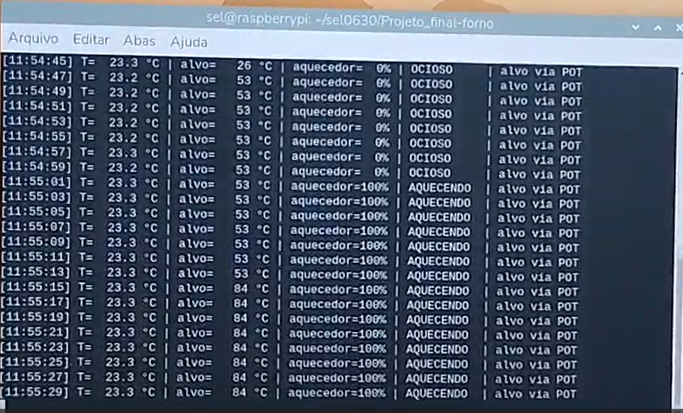 sel@raspberrypi: ~/sel0630/Projeto_final-forno
Arquivo Editar Abas Ajuda
[11:54:45] T= 23.3 °C | alvo= 26 °C | aquecedor= 0% | OCIOSO | alvo via POT
[11:54:47] T= 23.2 °C | alvo= 53 °C | aquecedor= 0% | OCIOSO | alvo via POT
[11:54:49] T= 23.2 °C | alvo= 53 °C | aquecedor= 0% | OCIOSO | alvo via POT
[11:54:51] T= 23.2 °C | alvo= 53 °C | aquecedor= 0% | OCIOSO | alvo via POT
[11:54:53] T= 23.2 °C | alvo= 53 °C | aquecedor= 0% | OCIOSO | alvo via POT
[11:54:55] T= 23.2 °C | alvo= 53 °C | aquecedor= 0% | OCIOSO | alvo via POT
[11:54:57] T= 23.3 °C | alvo= 53 °C | aquecedor= 0% | OCIOSO | alvo via POT
[11:54:59] T= 23.2 °C | alvo= 53 °C | aquecedor= 0% | OCIOSO | alvo via POT
[11:55:01] T= 23.3 °C | alvo= 53 °C | aquecedor=100% | AQUECENDO | alvo via POT
[11:55:03] T= 23.3 °C | alvo= 53 °C | aquecedor=100% | AQUECENDO | alvo via POT
[11:55:05] T= 23.3 °C | alvo= 53 °C | aquecedor=100% | AQUECENDO | alvo via POT
[11:55:07] T= 23.3 °C | alvo= 53 °C | aquecedor=100% | AQUECENDO | alvo via POT
[11:55:09] T= 23.3 °C | alvo= 53 °C | aquecedor=100% | AQUECENDO | alvo via POT
[11:55:11] T= 23.3 °C | alvo= 53 °C | aquecedor=100% | AQUECENDO | alvo via POT
[11:55:13] T= 23.3 °C | alvo= 53 °C | aquecedor=100% | AQUECENDO | alvo via POT
[11:55:15] T= 23.3 °C | alvo= 84 °C | aquecedor=100% | AQUECENDO | alvo via POT
[11:55:17] T= 23.3 °C | alvo= 84 °C | aquecedor=100% | AQUECENDO | alvo via POT
[11:55:19] T= 23.3 °C | alvo= 84 °C | aquecedor=100% | AQUECENDO | alvo via POT
[11:55:21] T= 23.3 °C | alvo= 84 °C | aquecedor=100% | AQUECENDO | alvo via POT
[11:55:23] T= 23.3 °C | alvo= 84 °C | aquecedor=100% | AQUECENDO | alvo via POT
[11:55:25] T= 23.3 °C | alvo= 84 °C | aquecedor=100% | AQUECENDO | alvo via POT
[11:55:27] T= 23.3 °C | alvo= 84 °C | aquecedor=100% | AQUECENDO | alvo via POT
[11:55:29] T= 23.3 °C | alvo= 84 °C | aquecedor=100% | AQUECENDO | alvo via POT